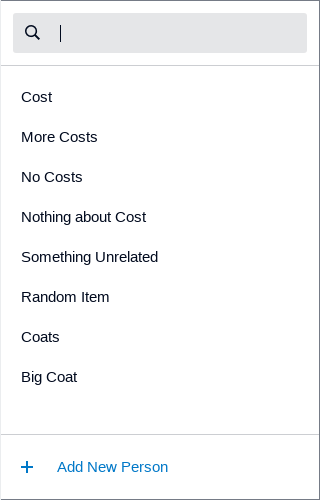 Cost
More Costs
No Costs
Nothing about Cost
Something Unrelated
Random Item
Coats
Big Coat
Add New Person